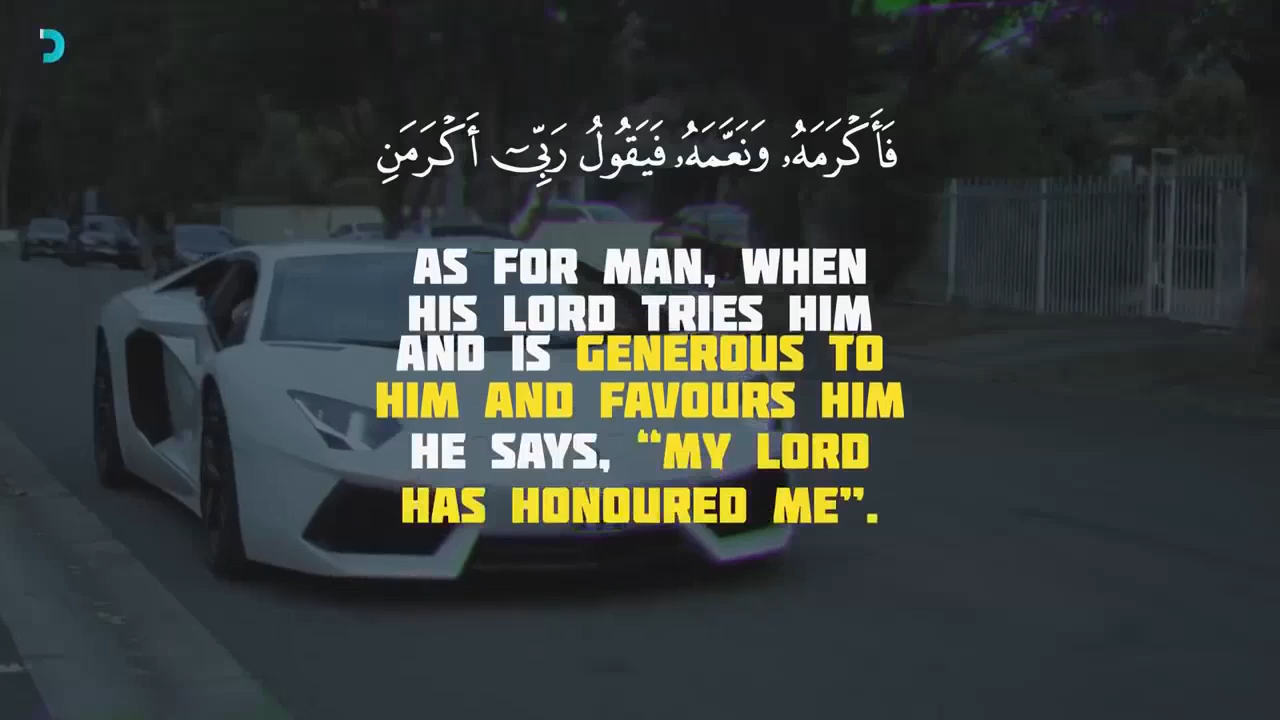 فَأَكْرَمَهُۥ وَنَعَّمَهُۥ فَيَقُولُ رَبِّىٓ أَكْرَمَنِ
AS FOR MAN, WHEN
HIS LORD TRIES HIM
AND IS GENEROUS TO
HIM AND FAVOURS HIM
HE SAYS, “MY LORD
HAS HONOURED ME”.